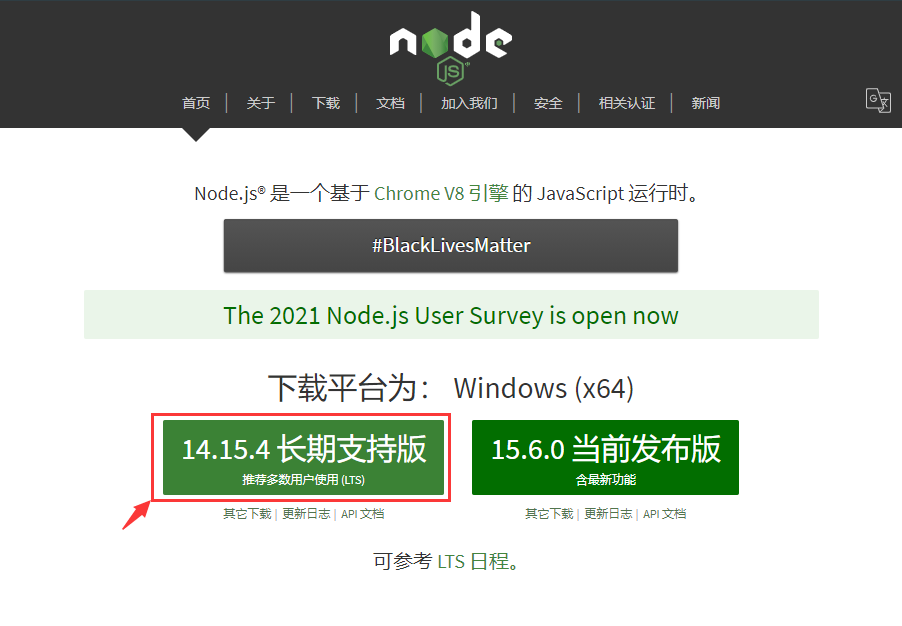 node
JS
首页 | 关于 | 下载 | 文档 | 加入我们 | 安全 | 相关认证 | 新闻
Node.js® 是一个基于 Chrome V8 引擎 的 JavaScript 运行时。
#BlackLivesMatter
The 2021 Node.js User Survey is open now
下载平台为： Windows (x64)
14.15.4 长期支持版
推荐多数用户使用 (LTS)
其它下载 | 更新日志 | API 文档
15.6.0 当前发布版
含最新功能
其它下载 | 更新日志 | API 文档
可参考 LTS 日程。